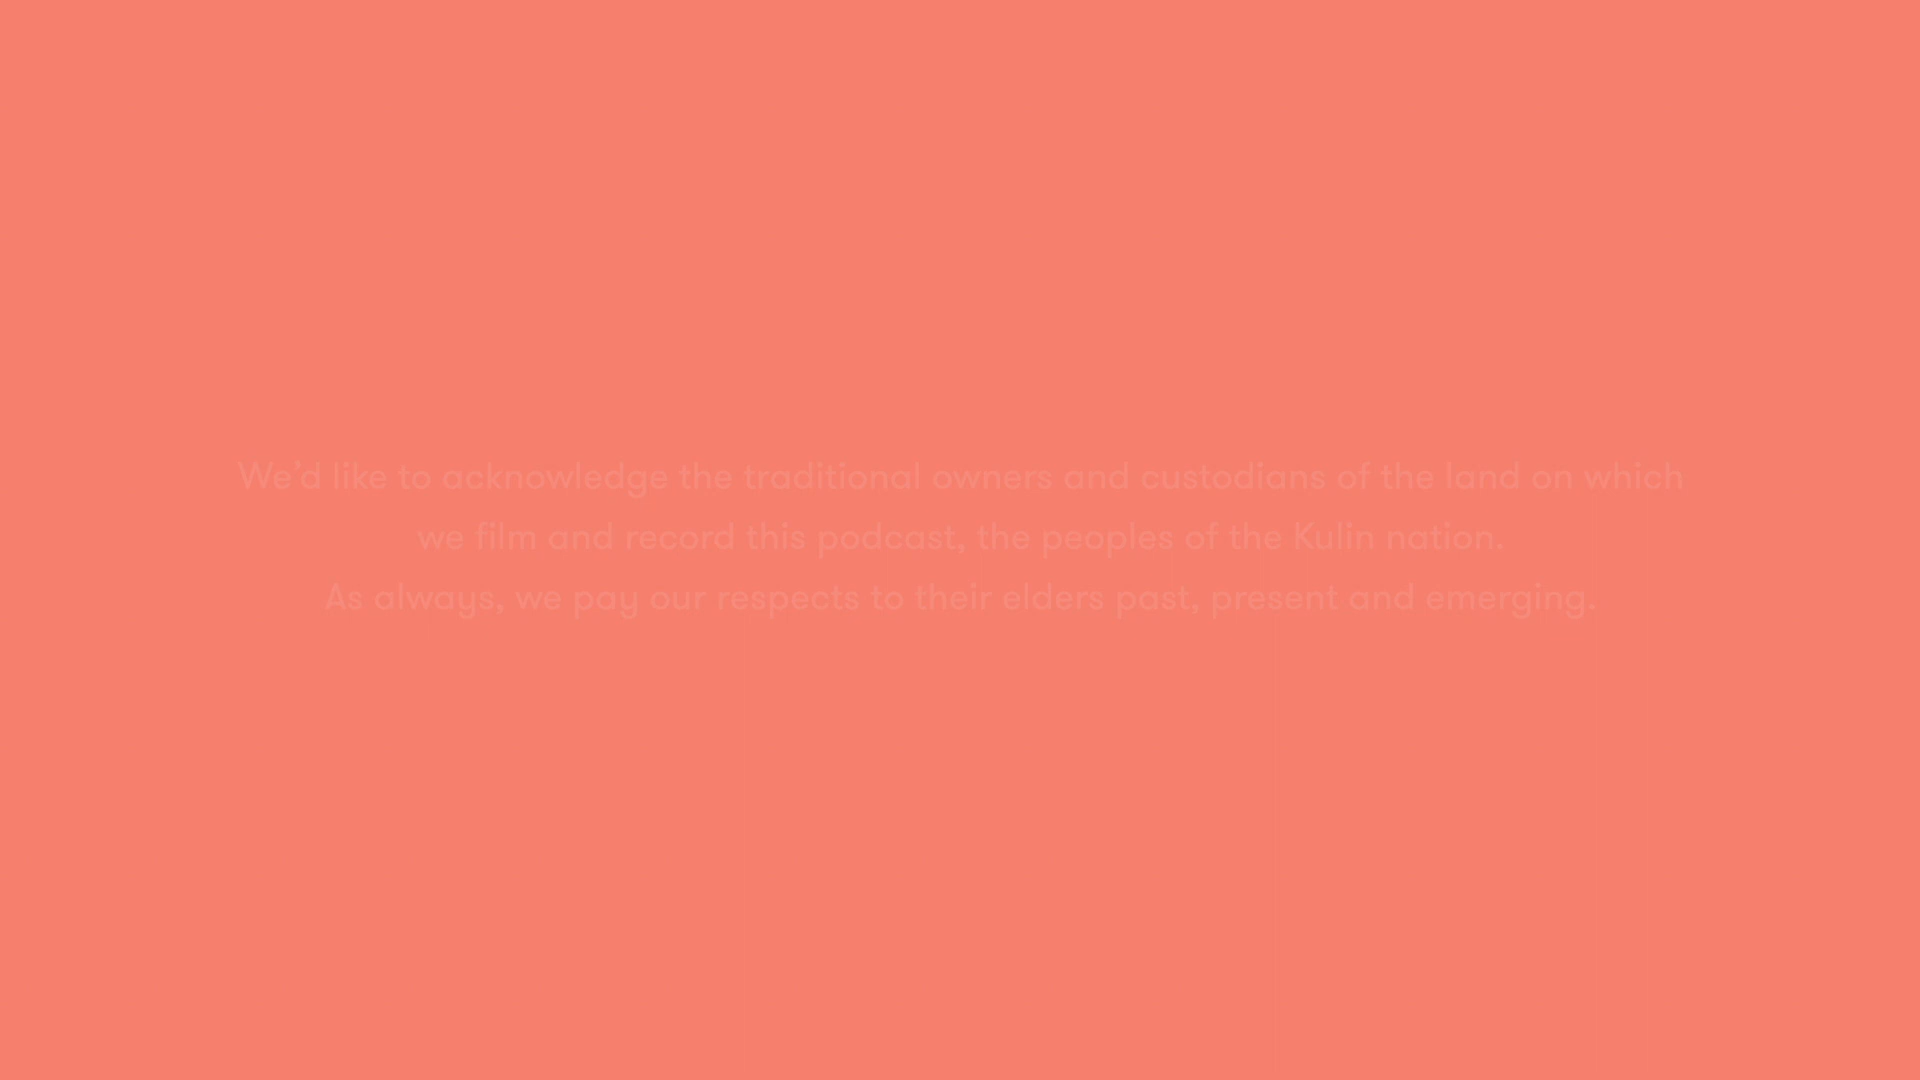 We’d like to acknowledge the traditional owners and custodians of the land on which
we film and record this podcast, the peoples of the Kulin nation.
As always, we pay our respects to their elders past, present and emerging.